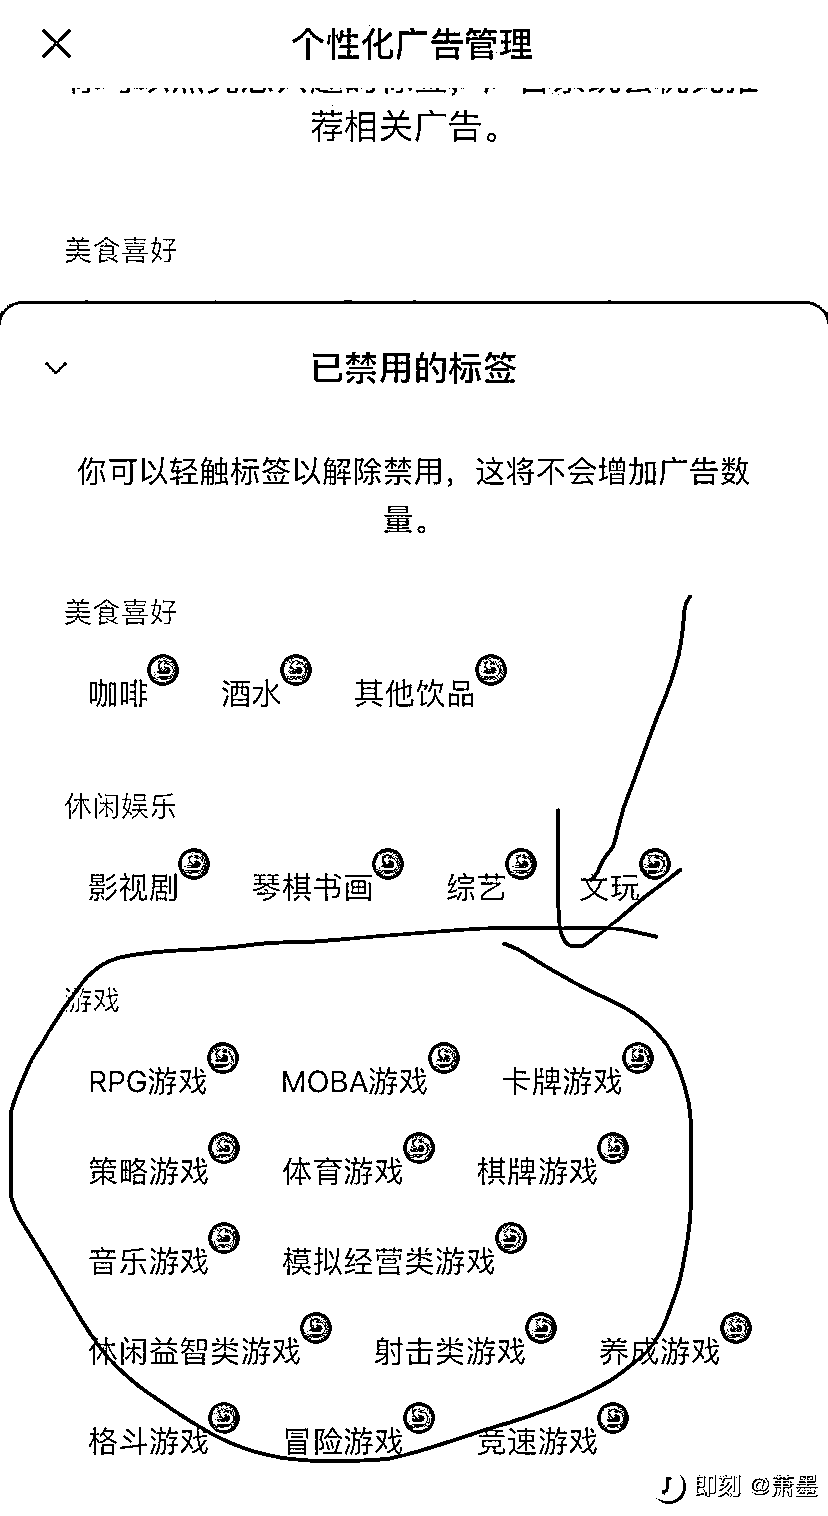 个性化广告管理
荐相关广告。
美食喜好
已禁用的标签
你可以轻触标签以解除禁用，这将不会增加广告数
量。
美食喜好
咖啡 酒水 其他饮品
休闲娱乐
影视剧 琴棋书画 综艺 文玩
游戏
RPG游戏 MOBA游戏 卡牌游戏
策略游戏 体育游戏 棋牌游戏
音乐游戏 模拟经营类游戏
休闲益智类游戏 射击类游戏 养成游戏
格斗游戏 冒险游戏 竞速游戏
即刻 @萧墨